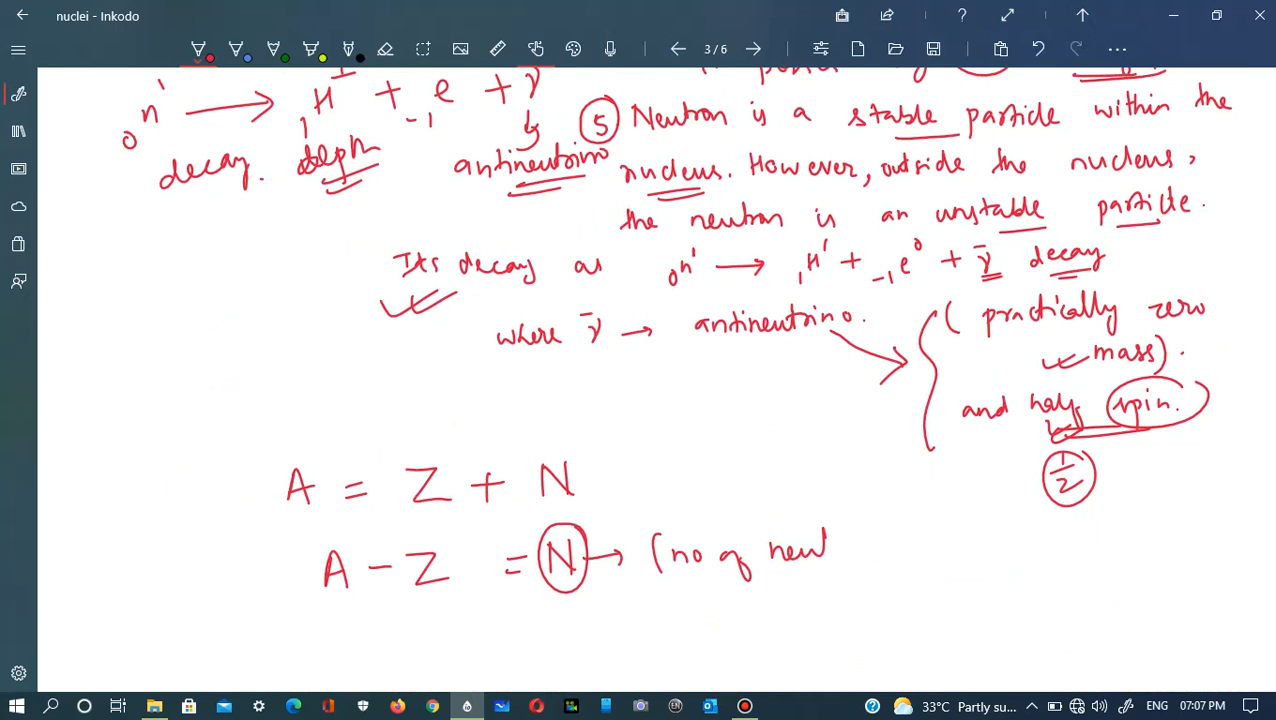 nuclei - Inkodo
3/6
₀n¹ ⟶ ₁H¹ + ₋₁e + ν̄
decay.
antineutrino
⑤ Neutron is a stable particle within the
nucleus. However, outside the nucleus,
the neutron is an unstable particle.
Its decay as ₀n¹ ⟶ ₁H¹ + ₋₁e⁰ + ν̄ decay
where ν̄ → antineutrino.
(practically zero
mass).
and half spin.
1/2
A = Z + N
A - Z = N → (no of neut
33°C Partly su... ENG 07:07 PM